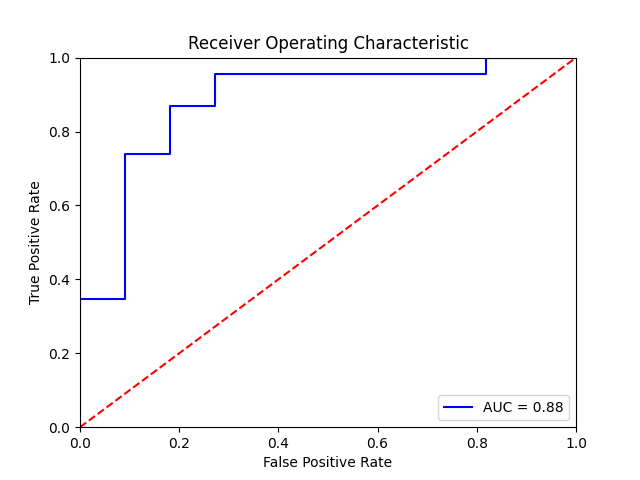 Receiver Operating Characteristic
1.0
0.8
0.6
0.4
0.2
0.0
True Positive Rate
AUC = 0.88
0.0 0.2 0.4 0.6 0.8 1.0
False Positive Rate